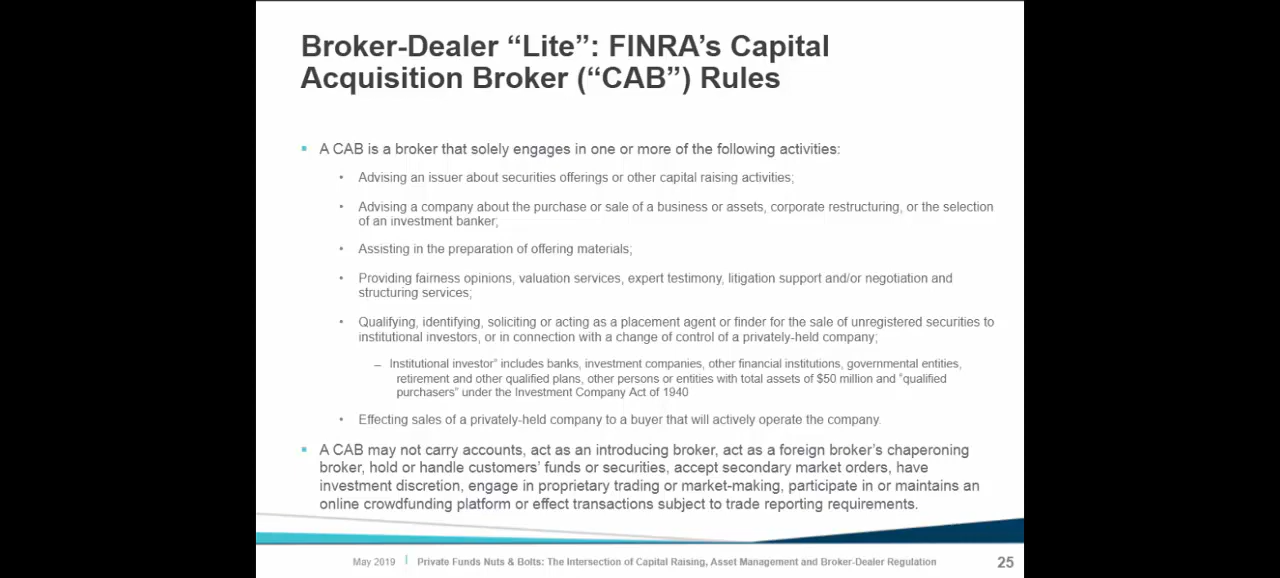 Broker-Dealer “Lite”: FINRA’s Capital
Acquisition Broker (“CAB”) Rules
▪ A CAB is a broker that solely engages in one or more of the following activities:
• Advising an issuer about securities offerings or other capital raising activities;
• Advising a company about the purchase or sale of a business or assets, corporate restructuring, or the selection
of an investment banker;
• Assisting in the preparation of offering materials;
• Providing fairness opinions, valuation services, expert testimony, litigation support and/or negotiation and
structuring services;
• Qualifying, identifying, soliciting or acting as a placement agent or finder for the sale of unregistered securities to
institutional investors, or in connection with a change of control of a privately-held company;
– Institutional investor” includes banks, investment companies, other financial institutions, governmental entities,
retirement and other qualified plans, other persons or entities with total assets of $50 million and “qualified
purchasers” under the Investment Company Act of 1940
• Effecting sales of a privately-held company to a buyer that will actively operate the company.
▪ A CAB may not carry accounts, act as an introducing broker, act as a foreign broker’s chaperoning
broker, hold or handle customers’ funds or securities, accept secondary market orders, have
investment discretion, engage in proprietary trading or market-making, participate in or maintains an
online crowdfunding platform or effect transactions subject to trade reporting requirements.
May 2019 | Private Funds Nuts & Bolts: The Intersection of Capital Raising, Asset Management and Broker-Dealer Regulation 25